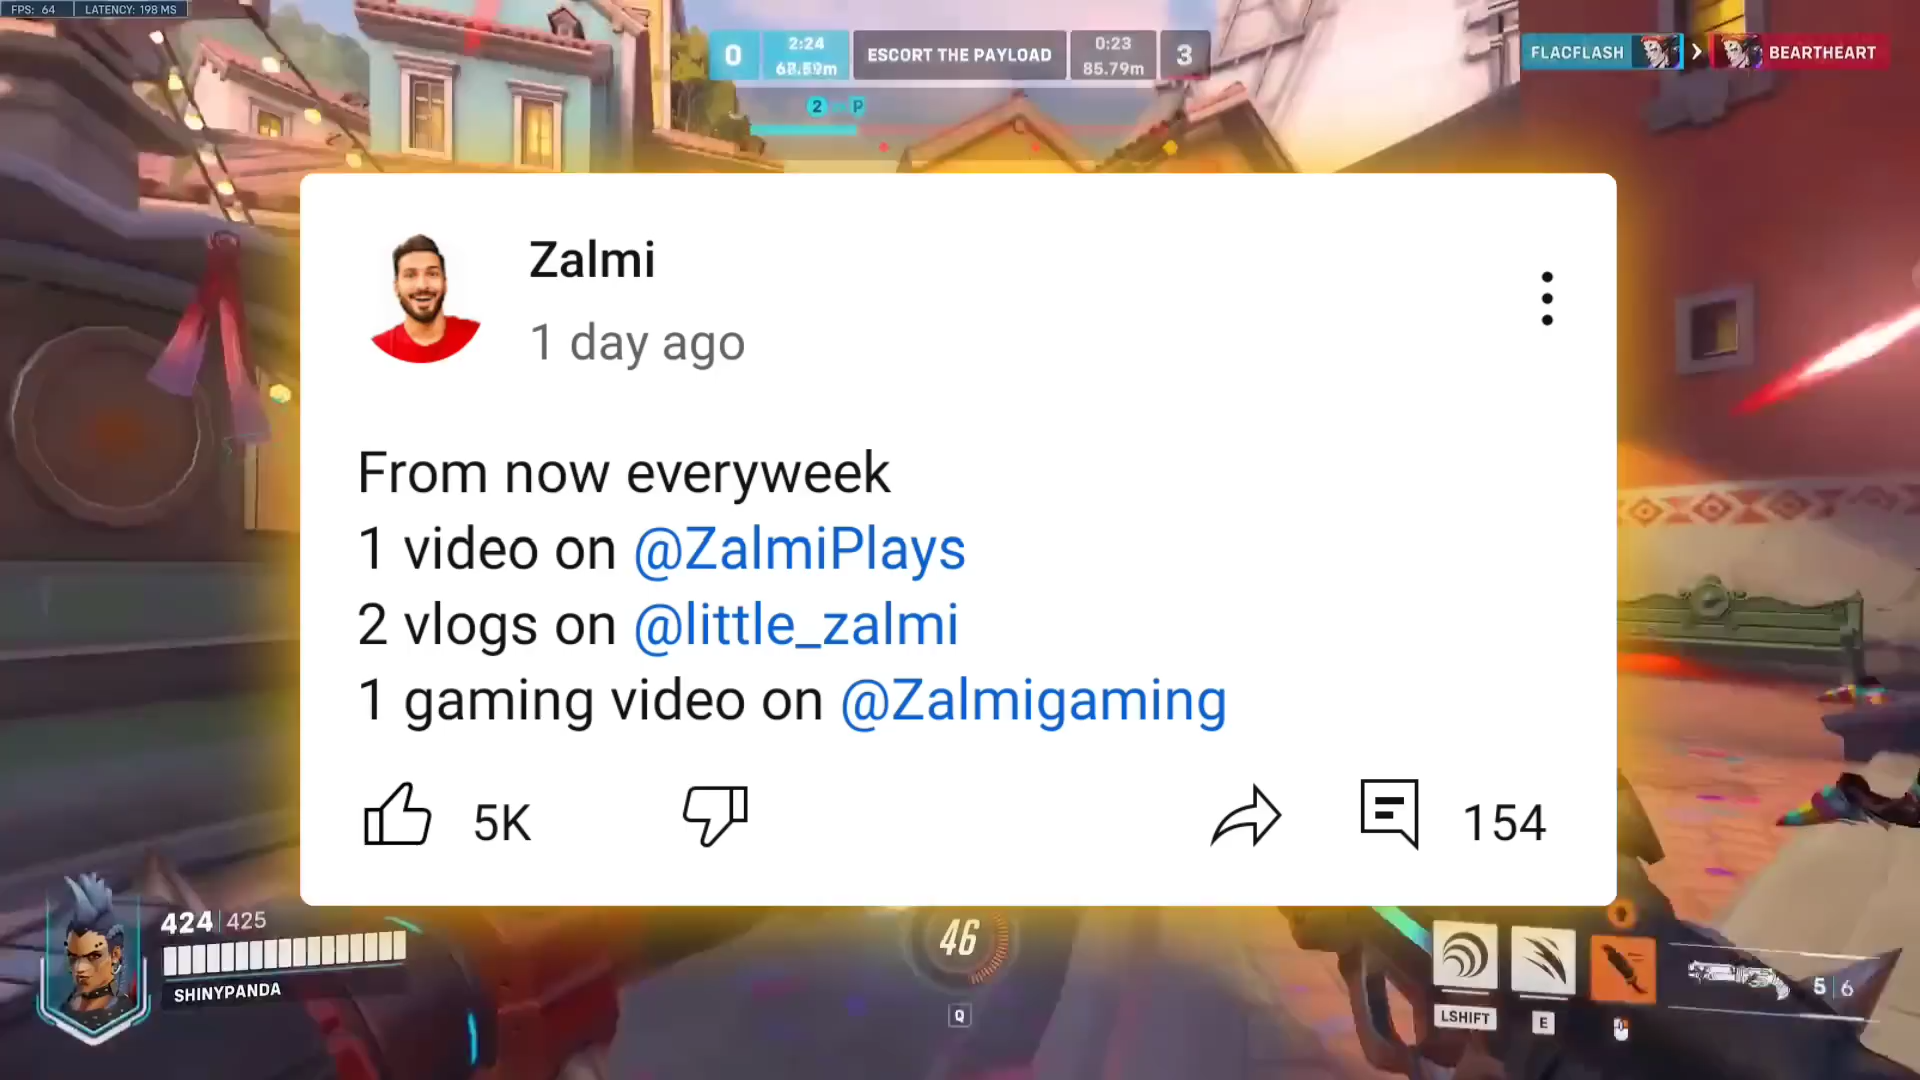 FPS: 64 LATENCY: 198 MS
0 2:24 ESCORT THE PAYLOAD 0:23 3
85.79m
2 P
FLACFLASH BEARTHEART
Zalmi
1 day ago
From now everyweek
1 video on @ZalmiPlays
2 vlogs on @little_zalmi
1 gaming video on @Zalmigaming
5K 154
424 425
SHINYPANDA
46
Q
LSHIFT E
5 6